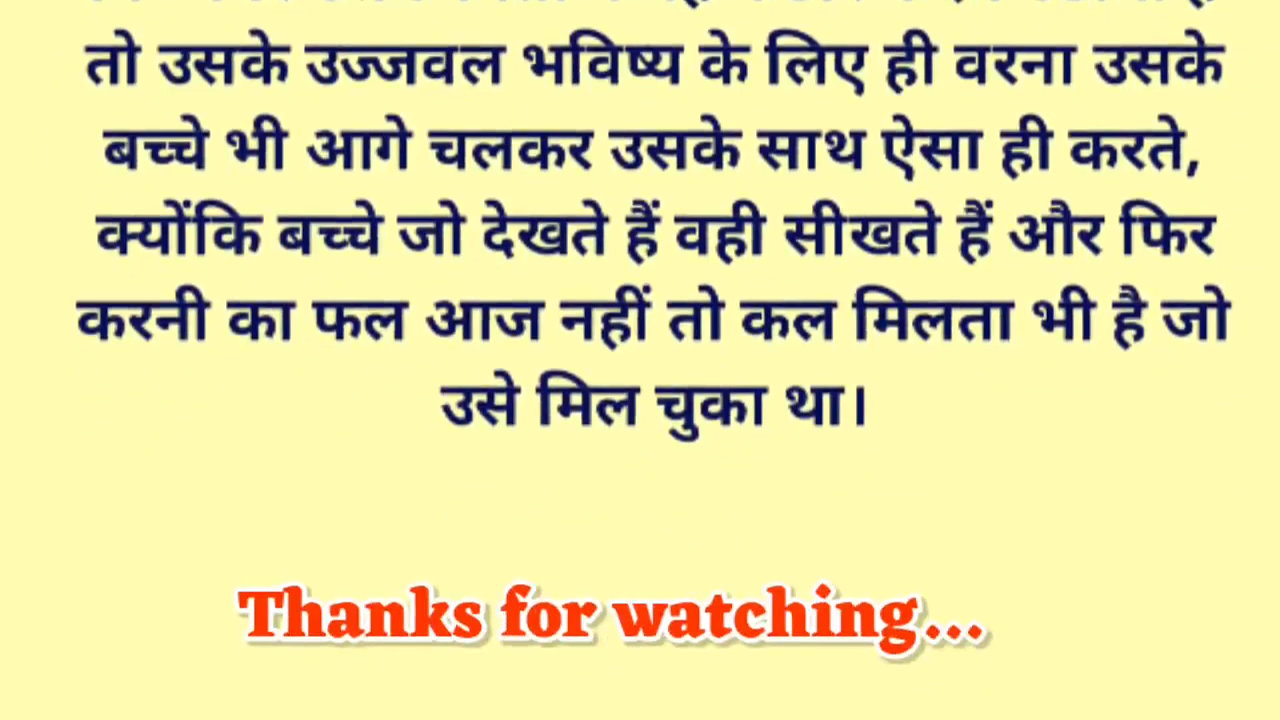 तो उसके उज्जवल भविष्य के लिए ही वरना उसके
बच्चे भी आगे चलकर उसके साथ ऐसा ही करते,
क्योंकि बच्चे जो देखते हैं वही सीखते हैं और फिर
करनी का फल आज नहीं तो कल मिलता भी है जो
उसे मिल चुका था।
Thanks for watching...